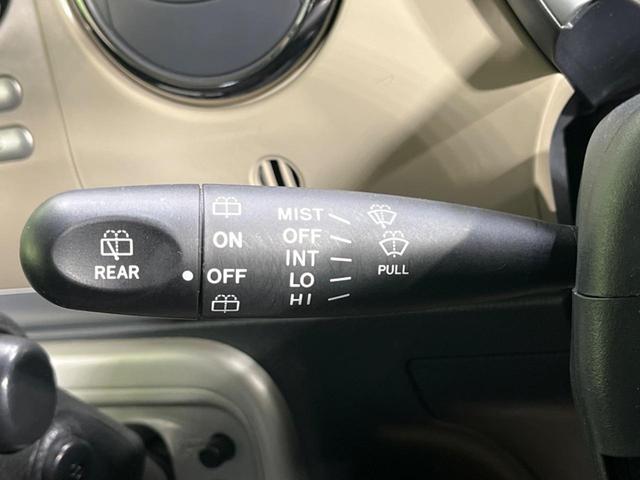 REAR
ON
OFF
MIST
OFF
INT
LO
HI
PULL